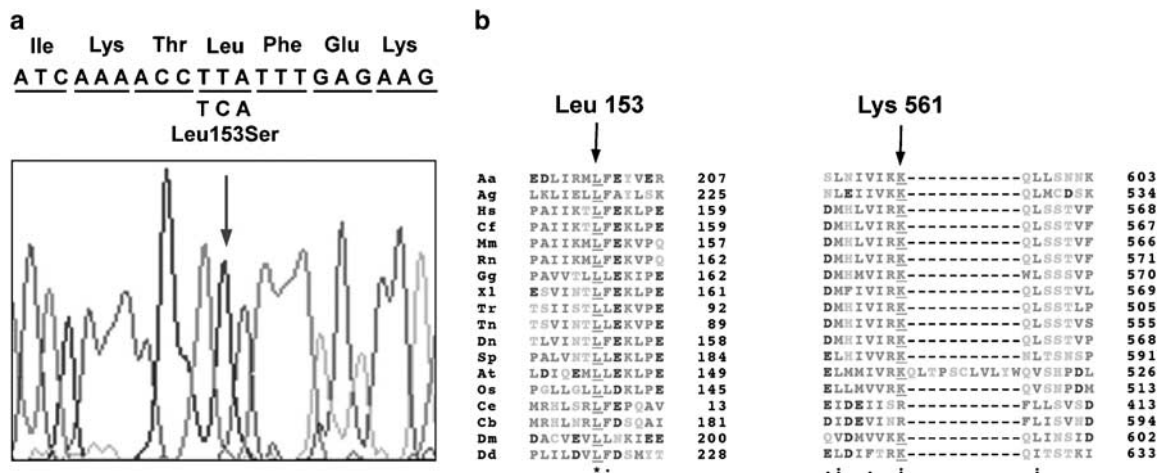 a
Ile Lys Thr Leu Phe Glu Lys
ATC AAA ACC TTA TTT GAG AAG
TCA
Leu153Ser
b
Leu 153 Lys 561
Aa EDLIRMLFEYVER 207 SLNIVIKK--------------QLLSNNK 603
Ag LKLIELLFAYLSK 225 NLEIIVKK--------------QLMCDSK 534
Hs PAIIKTLFEKLPE 159 DMHLVIRK--------------QLSSTVF 568
Cf PAIIKTLFEKLPE 159 DMHLVIRK--------------QLSSTVF 567
Mm PAIIKMLFEKVPQ 157 DMHLVIRK--------------QLSSTVF 566
Rn PAIIKMLFEKVPQ 162 DMHLVIRK--------------QLSSTVF 571
Gg PAVVTLLLEKIPE 162 DMHMVIRK--------------WLSSSVP 570
Xl ESVINTLFEKLPE 161 DMFIVIRK--------------QLSSTVL 569
Tr TSIISTLLEKVPE 92 DMHIVIRK--------------QLSSTLP 505
Tn TSVINTLLEKVPE 89 DMHIVIRK--------------QLSSTVS 555
Dn TLVINTLLEKVPE 158 DMHIVIRK--------------QLSSTVP 568
Sp PALVNTLLEKLPE 184 ELHIVVRK--------------NLTSNSP 591
At LDIQEMLLEKLPE 149 ELMMIVRKQLTPSCLVLYWQVSHPDL 526
Os PGLLGLLLDKLPE 145 ELLMVVRK--------------QVSNPDM 513
Ce MRHLSRLFEPQAV 13 EIDEIISR--------------FLISVSD 413
Cb MRHLNRLFDSQAI 181 DIDEVINR--------------FLISVSD 594
Dm DACVEVLLNKIEE 200 QVDMVVKK--------------QLINSID 602
Dd PLILDVLFDSMYT 228 ELDIFTRK--------------QITSTKI 633